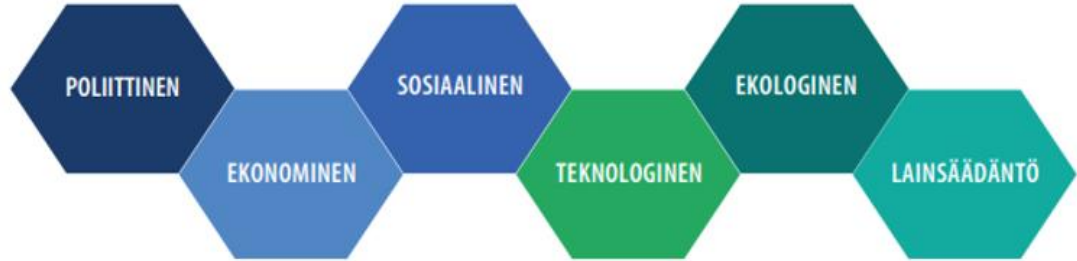 POLIITTINEN
EKONOMINEN
SOSIAALINEN
TEKNOLOGINEN
EKOLOGINEN
LAINSÄÄDÄNTÖ